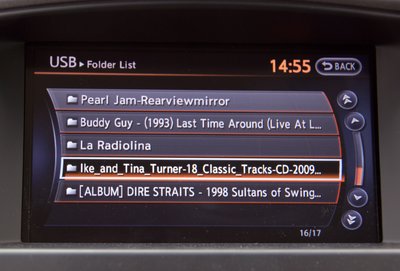 USB ▸ Folder List
14:55
BACK
Pearl Jam-Rearviewmirror
Buddy Guy - (1993) Last Time Around (Live At L...
La Radiolina
Ike_and_Tina_Turner-18_Classic_Tracks-CD-2009...
[ALBUM] DIRE STRAITS - 1998 Sultans of Swing...
16/17